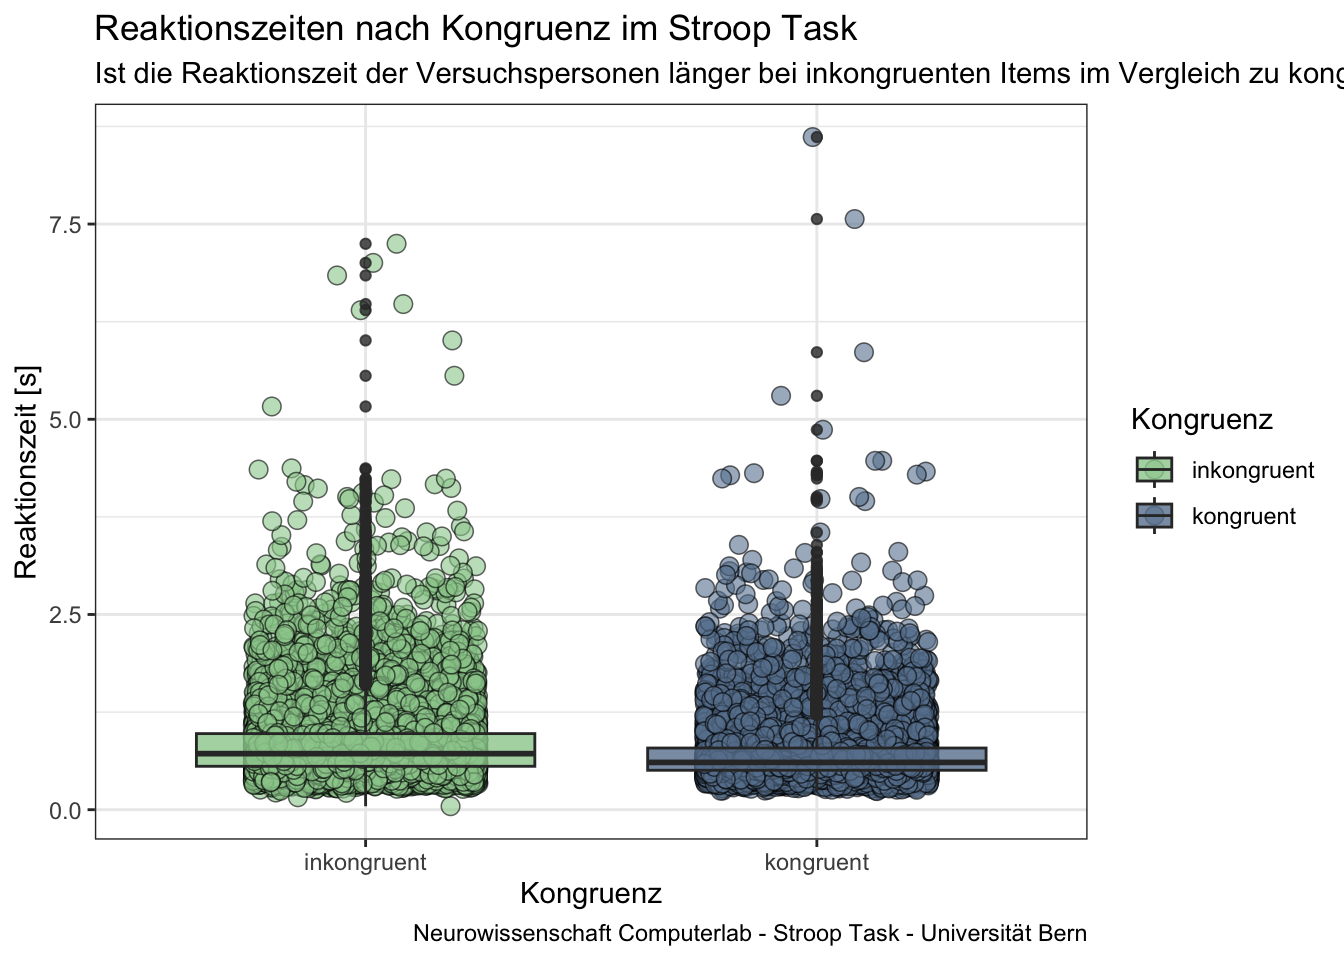 Reaktionszeiten nach Kongruenz im Stroop Task
Ist die Reaktionszeit der Versuchspersonen länger bei inkongruenten Items im Vergleich zu kong
Reaktionszeit [s]
7.5
5.0
2.5
0.0
inkongruent
kongruent
Kongruenz
Kongruenz
inkongruent
kongruent
Neurowissenschaft Computerlab - Stroop Task - Universität Bern